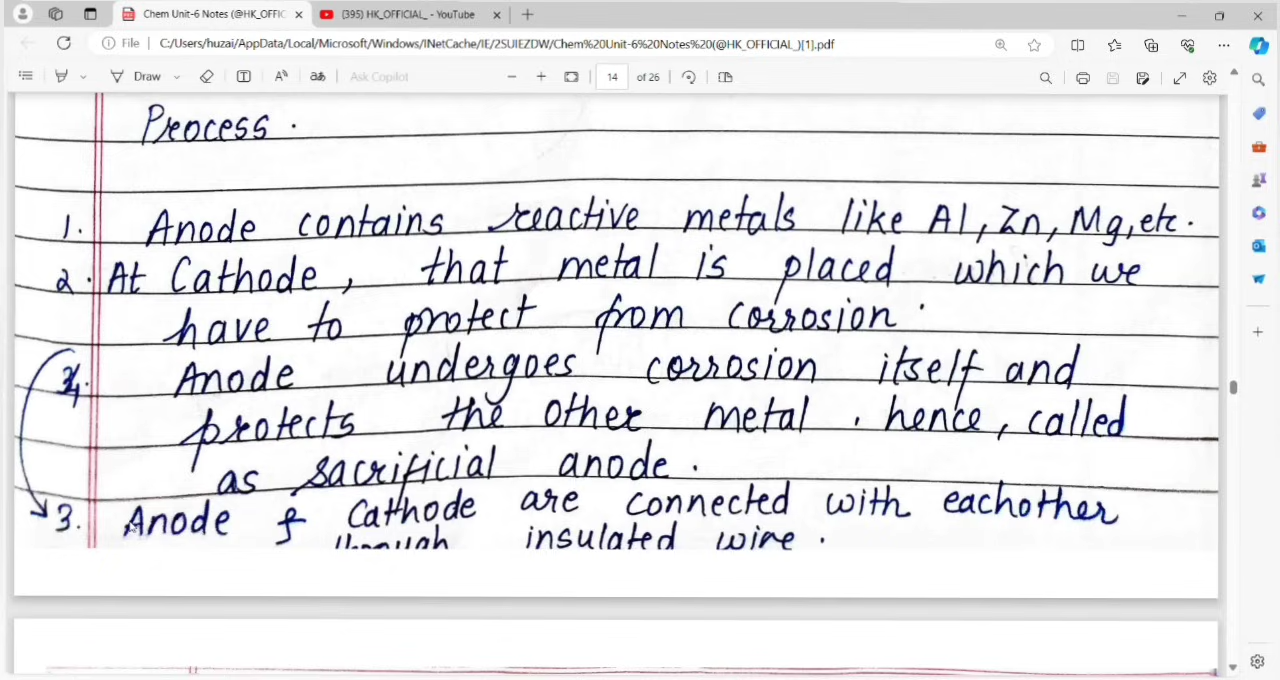 Chem Unit-6 Notes (@HK_OFFIC
(395) HK_OFFICIAL_ - YouTube
File
C:/Users/huzai/AppData/Local/Microsoft/Windows/INetCache/IE/2SUIEZDW/Chem%20Unit-6%20Notes%20(@HK_OFFICIAL_)[1].pdf
Draw
Ask Copilot
14 of 26
Process.
1. Anode contains reactive metals like Al, Zn, Mg, etc.
2. At Cathode, that metal is placed which we
have to protect from corrosion.
4. Anode undergoes corrosion itself and
protects the other metal. hence, called
as sacrificial anode.
3. Anode & Cathode are connected with eachother
through insulated wire.